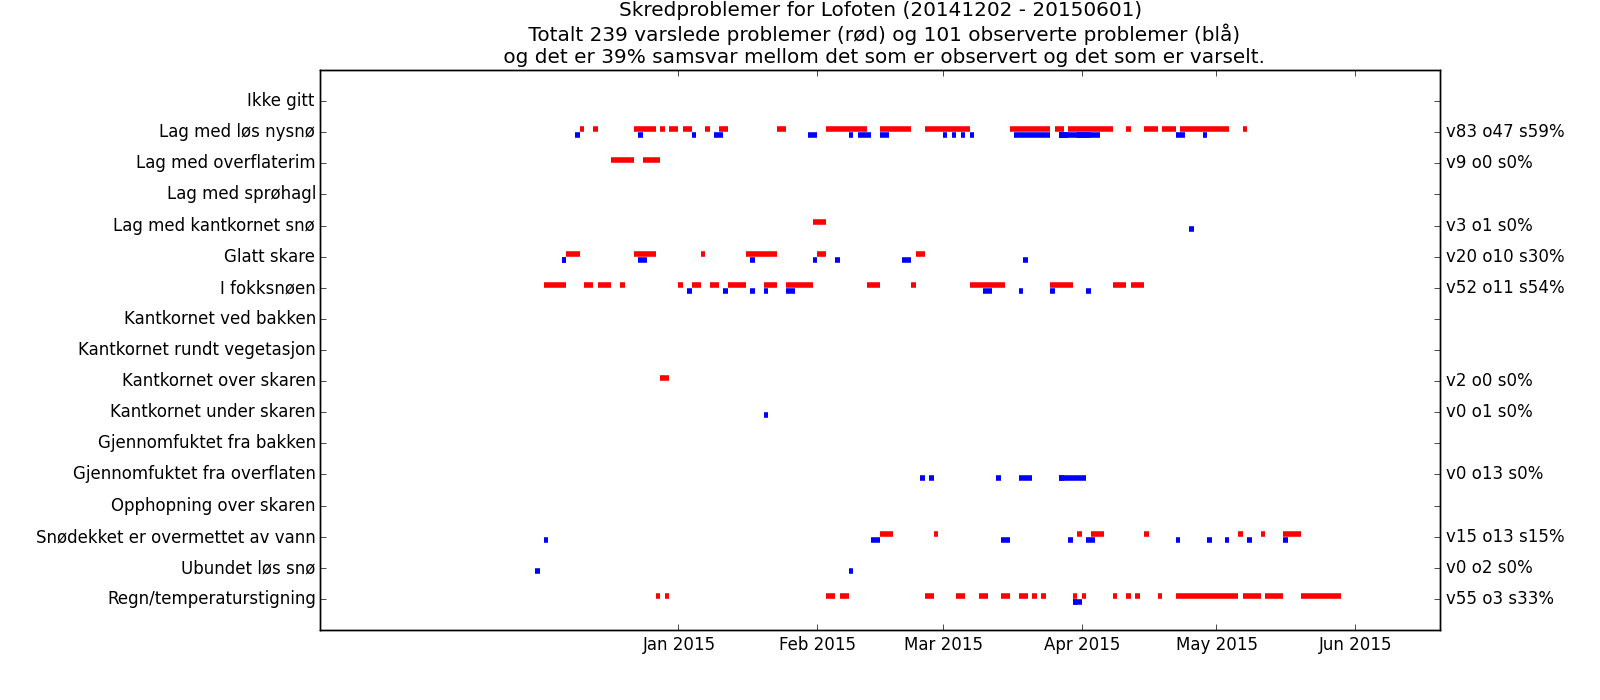 Skredproblemer for Lofoten (20141202 - 20150601)
Totalt 239 varslede problemer (rød) og 101 observerte problemer (blå)
og det er 39% samsvar mellom det som er observert og det som er varselt.
Ikke gitt
Lag med løs nysnø v83 o47 s59%
Lag med overflaterim v9 o0 s0%
Lag med sprøhagl
Lag med kantkornet snø v3 o1 s0%
Glatt skare v20 o10 s30%
I fokksnøen v52 o11 s54%
Kantkornet ved bakken
Kantkornet rundt vegetasjon
Kantkornet over skaren v2 o0 s0%
Kantkornet under skaren v0 o1 s0%
Gjennomfuktet fra bakken
Gjennomfuktet fra overflaten v0 o13 s0%
Opphopning over skaren
Snødekket er overmettet av vann v15 o13 s15%
Ubundet løs snø v0 o2 s0%
Regn/temperaturstigning v55 o3 s33%
Jan 2015 Feb 2015 Mar 2015 Apr 2015 May 2015 Jun 2015